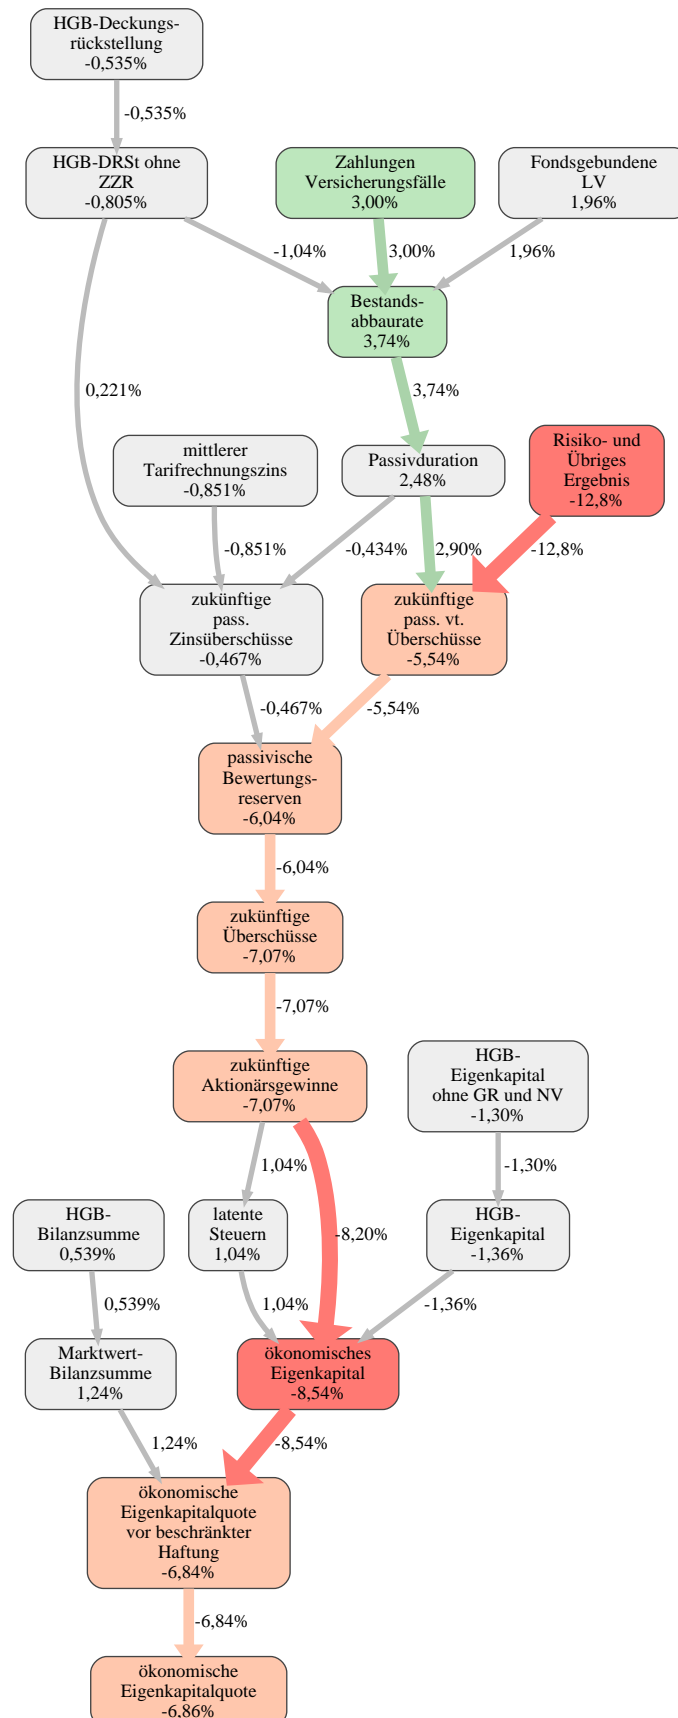 HGB-Deckungs-
rückstellung
-0,535%
-0,535%
HGB-DRSt ohne
ZZR
-0,805%
Zahlungen
Versicherungsfälle
3,00%
Fondsgebundene
LV
1,96%
-1,04%
3,00%
1,96%
Bestands-
abbaurate
3,74%
0,221%
3,74%
mittlerer
Tarifrechnungszins
-0,851%
Passivduration
2,48%
Risiko- und
Übriges
Ergebnis
-12,8%
-0,851%
-0,434%
2,90%
-12,8%
zukünftige
pass.
Zinsüberschüsse
-0,467%
zukünftige
pass. vt.
Überschüsse
-5,54%
-0,467%
-5,54%
passivische
Bewertungs-
reserven
-6,04%
-6,04%
zukünftige
Überschüsse
-7,07%
-7,07%
zukünftige
Aktionärsgewinne
-7,07%
HGB-
Eigenkapital
ohne GR und NV
-1,30%
1,04%
-8,20%
-1,30%
HGB-
Bilanzsumme
0,539%
latente
Steuern
1,04%
HGB-
Eigenkapital
-1,36%
0,539%
1,04%
-1,36%
Marktwert-
Bilanzsumme
1,24%
ökonomisches
Eigenkapital
-8,54%
1,24%
-8,54%
ökonomische
Eigenkapitalquote
vor beschränkter
Haftung
-6,84%
-6,84%
ökonomische
Eigenkapitalquote
-6,86%